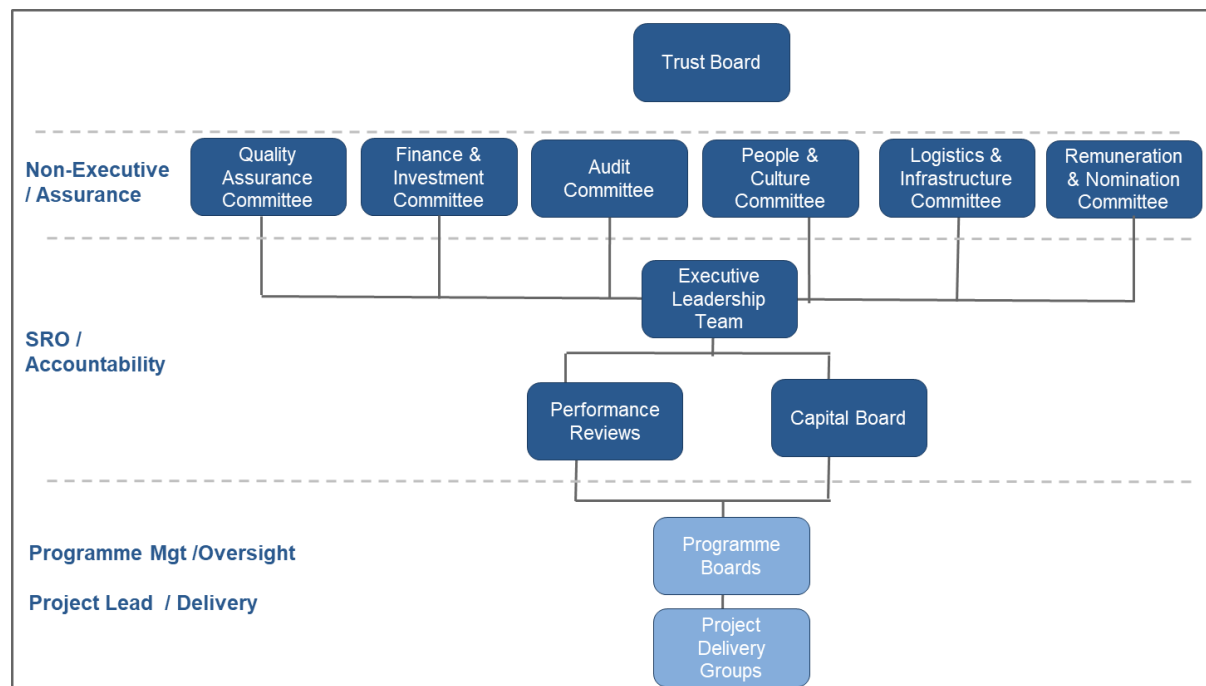 Trust Board
Non-Executive
/ Assurance
Quality
Assurance
Committee
Finance &
Investment
Committee
Audit
Committee
People &
Culture
Committee
Logistics &
Infrastructure
Committee
Remuneration
& Nomination
Committee
SRO /
Accountability
Executive
Leadership
Team
Performance
Reviews
Capital Board
Programme Mgt /Oversight
Project Lead / Delivery
Programme
Boards
Project
Delivery
Groups